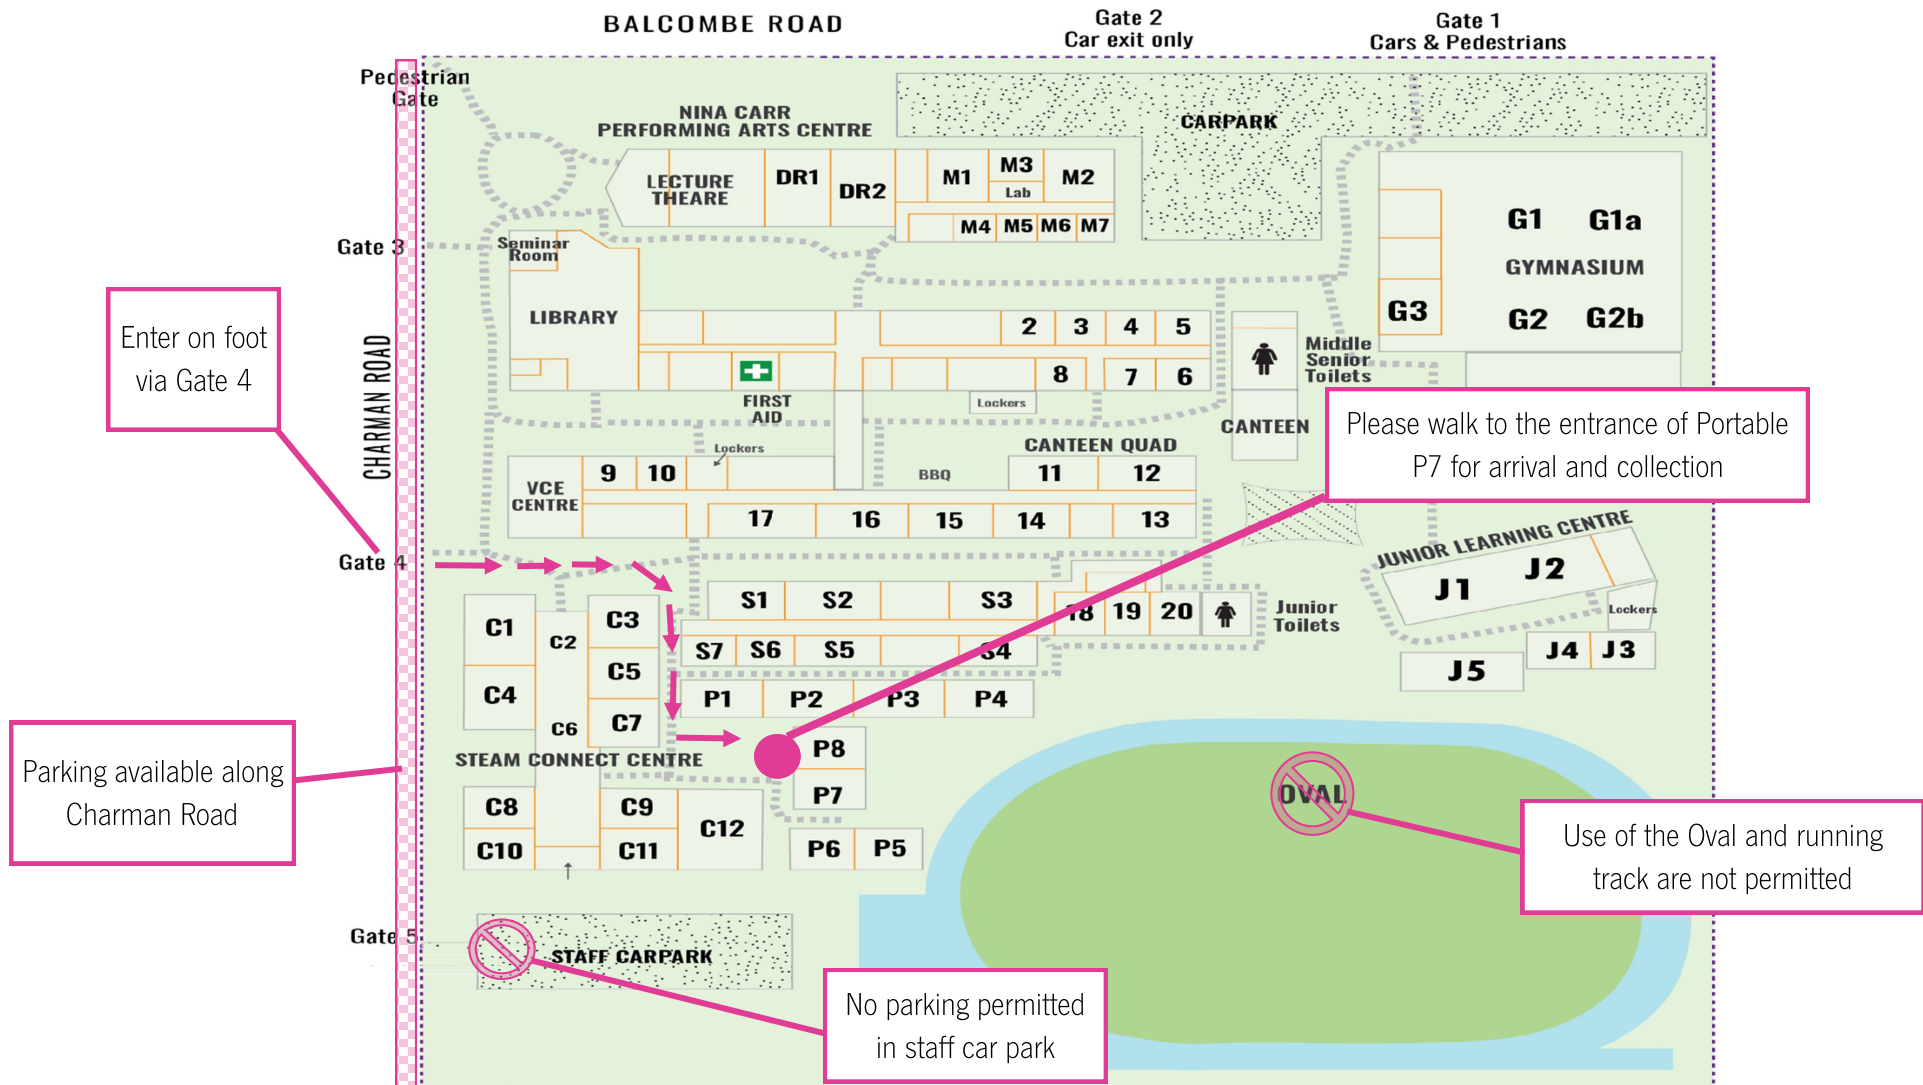 BALCOMBE ROAD
Gate 2
Car exit only
Gate 1
Cars & Pedestrians
Pedestrian
Gate
NINA CARR
PERFORMING ARTS CENTRE
CARPARK
LECTURE
THEARE
DR1
DR2
M1
M3
Lab
M2
M4
M5
M6
M7
G1
G1a
GYMNASIUM
G3
G2
G2b
Gate 3
Seminar
Room
LIBRARY
2
3
4
5
8
7
6
Middle
Senior
Toilets
FIRST
AID
Lockers
CANTEEN
Enter on foot
via Gate 4
CHARMAN ROAD
Please walk to the entrance of Portable
P7 for arrival and collection
Lockers
CANTEEN QUAD
BBQ
VCE
CENTRE
9
10
11
12
17
16
15
14
13
Gate 4
JUNIOR LEARNING CENTRE
J1
J2
Lockers
J4
J3
J5
C1
C2
C3
C4
C5
C6
C7
STEAM CONNECT CENTRE
S1
S2
S3
S7
S6
S5
S4
18
19
20
Junior
Toilets
P1
P2
P3
P4
P8
P7
P6
P5
Parking available along
Charman Road
C8
C9
C10
C11
C12
OVAL
Use of the Oval and running
track are not permitted
Gate 5
STAFF CARPARK
No parking permitted
in staff car park